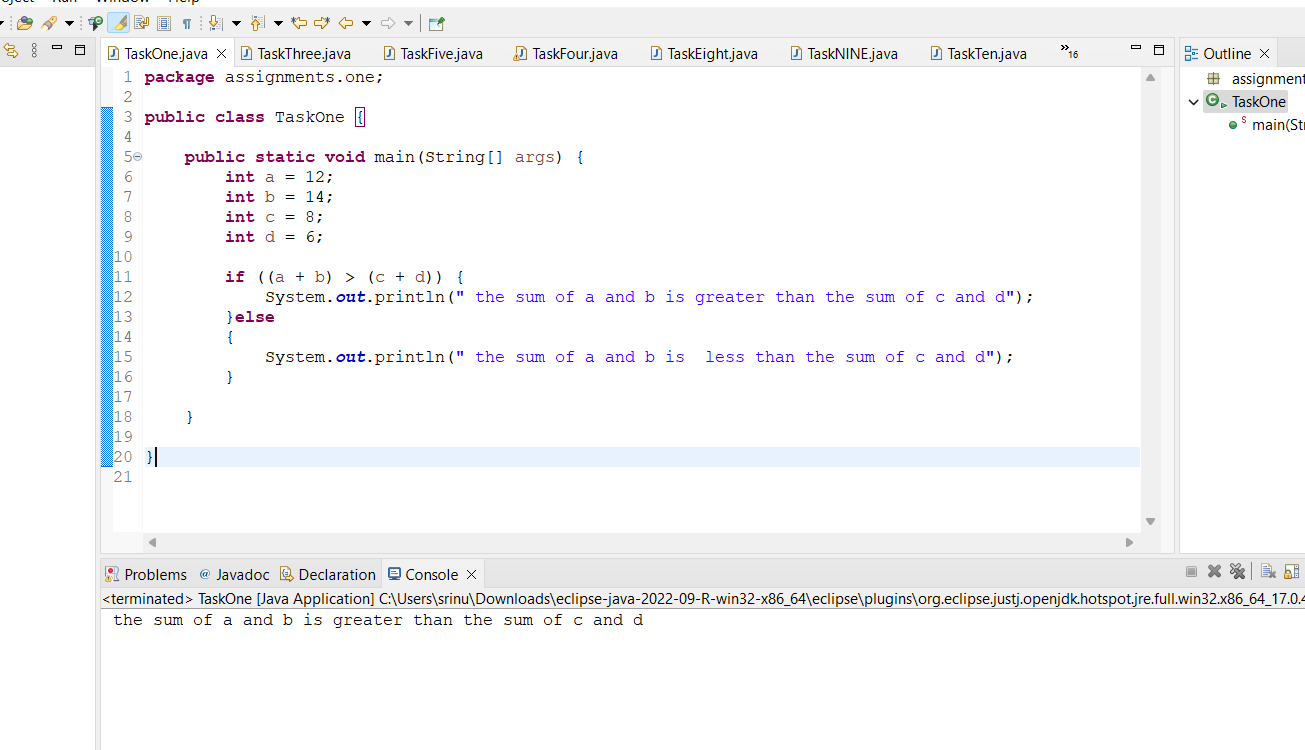 Run Window Help
TaskOne.java TaskThree.java TaskFive.java TaskFour.java TaskEight.java TaskNINE.java TaskTen.java »16
Outline
1 package assignments.one;
2
3 public class TaskOne {
4
5 public static void main(String[] args) {
6 int a = 12;
7 int b = 14;
8 int c = 8;
9 int d = 6;
10
11 if ((a + b) > (c + d)) {
12 System.out.println(" the sum of a and b is greater than the sum of c and d");
13 }else
14 {
15 System.out.println(" the sum of a and b is  less than the sum of c and d");
16 }
17
18 }
19
20 }
21
assignment
TaskOne
main(Str
Problems @ Javadoc Declaration Console
<terminated> TaskOne [Java Application] C:\Users\srinu\Downloads\eclipse-java-2022-09-R-win32-x86_64\eclipse\plugins\org.eclipse.justj.openjdk.hotspot.jre.full.win32.x86_64_17.0.4
the sum of a and b is greater than the sum of c and d